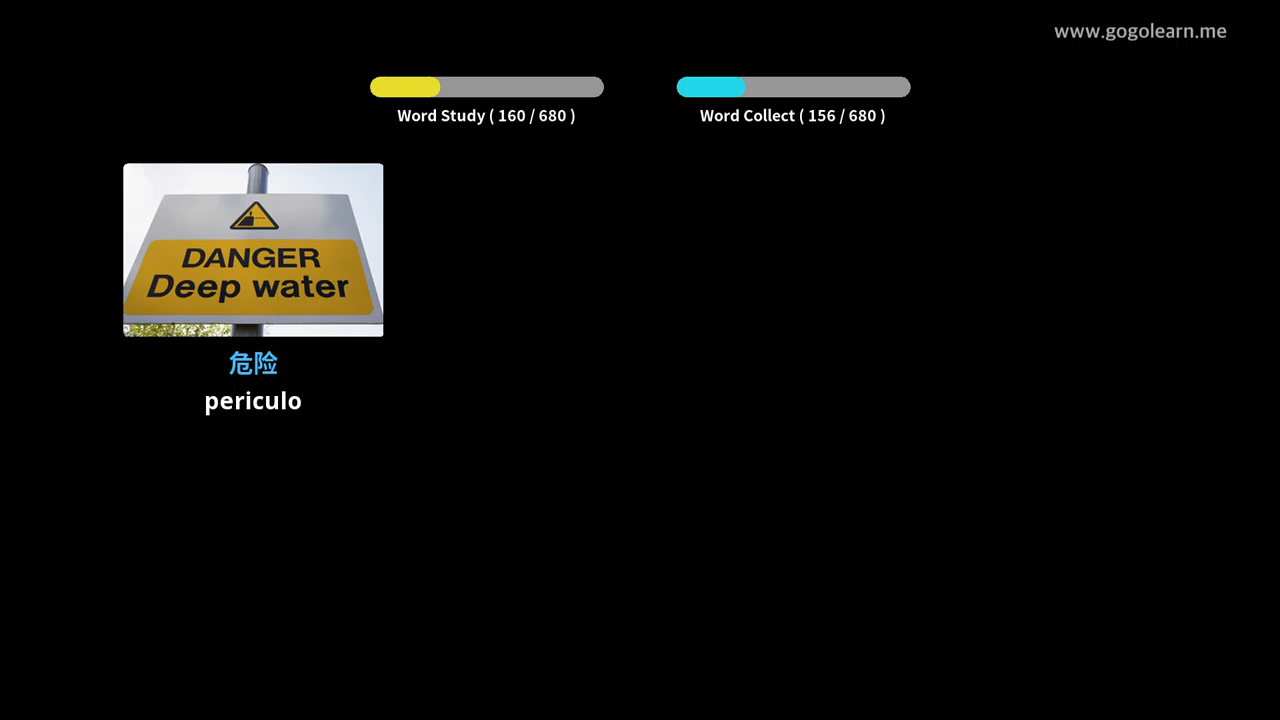 www.gogolearn.me
Word Study ( 160 / 680 )
Word Collect ( 156 / 680 )
DANGER
Deep water
危险
periculo